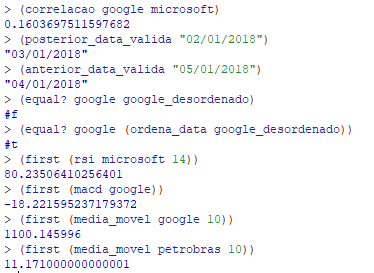 > (correlacao google microsoft)
0.1603697511597682
> (posterior_data_valida "02/01/2018")
"03/01/2018"
> (anterior_data_valida "05/01/2018")
"04/01/2018"
> (equal? google google_desordenado)
#f
> (equal? google (ordena_data google_desordenado))
#t
> (first (rsi microsoft 14))
80.23506410256401
> (first (macd google))
-18.221595237179372
> (first (media_movel google 10))
1100.145996
> (first (media_movel petrobras 10))
11.171000000000001